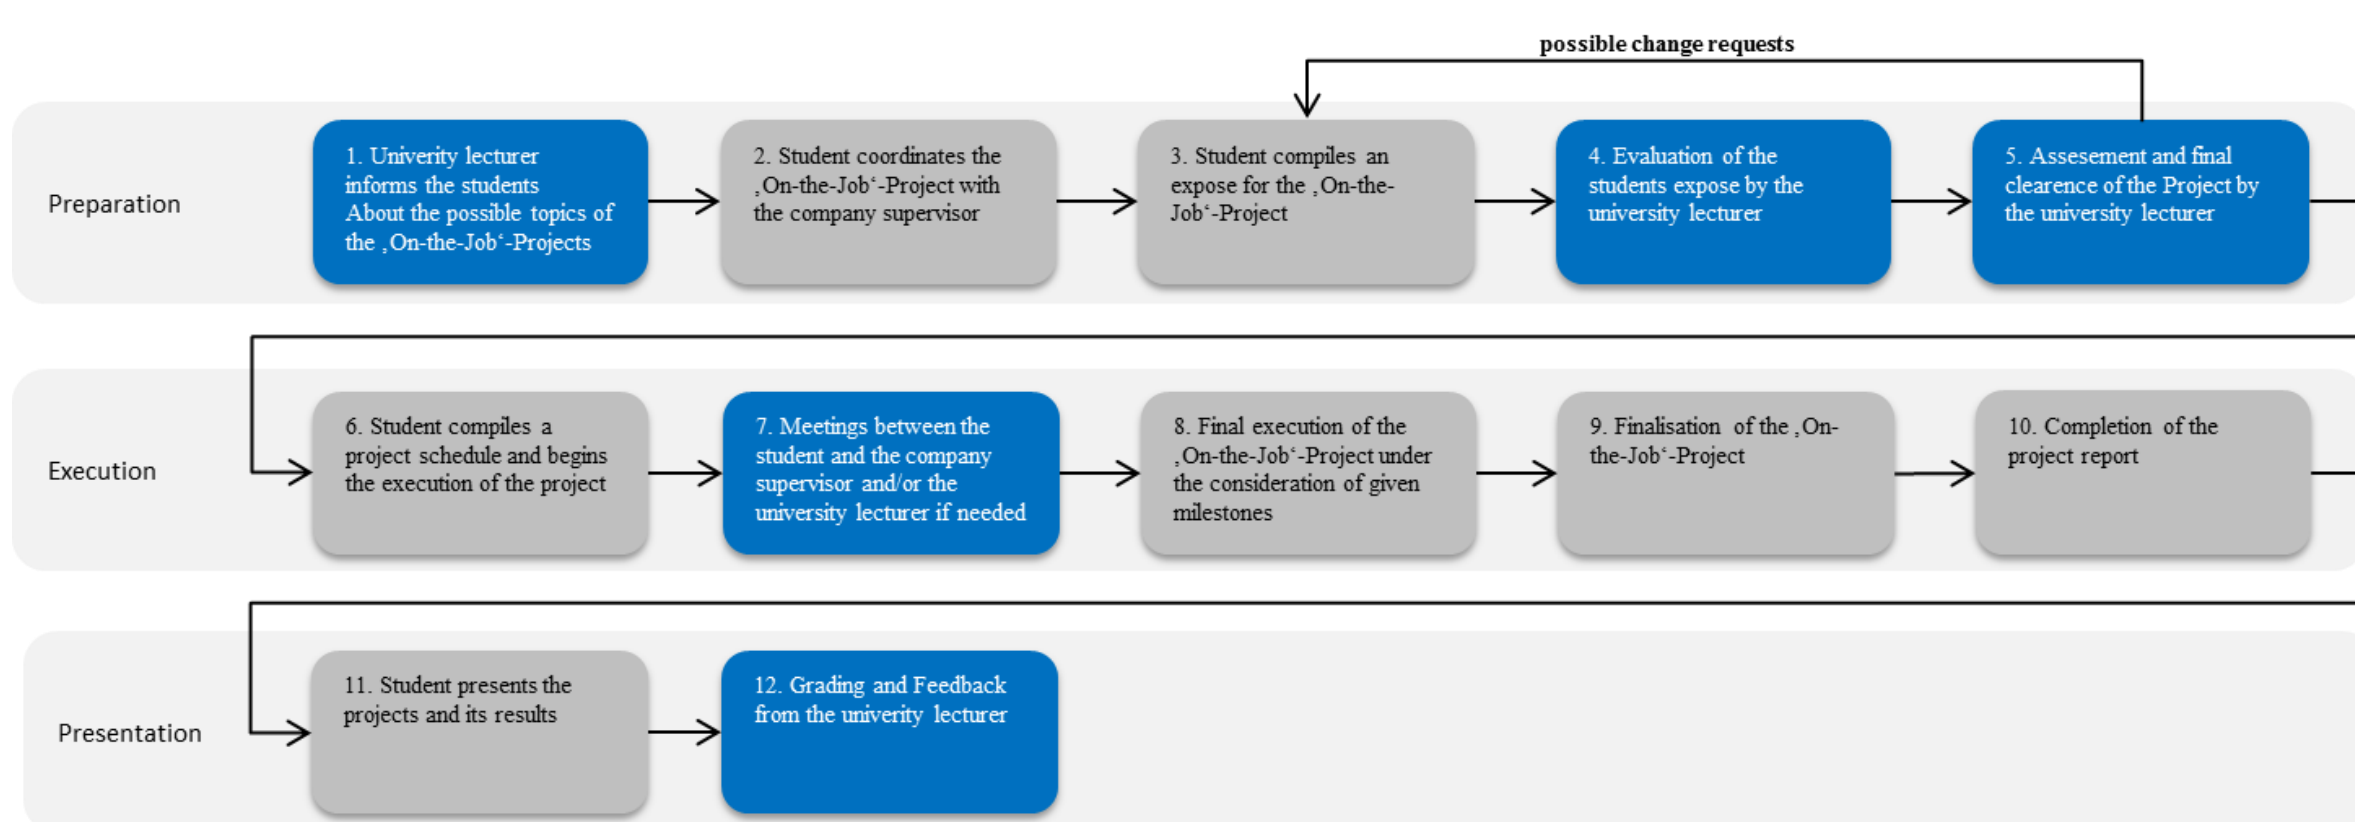 possible change requests
Preparation
1. Univerity lecturer
informs the students
About the possible topics of
the ‚On-the-Job‘-Projects
2. Student coordinates the
‚On-the-Job‘-Project with
the company supervisor
3. Student compiles an
expose for the ‚On-the-
Job‘-Project
4. Evaluation of the
students expose by the
university lecturer
5. Assesement and final
clearence of the Project by
the university lecturer
Execution
6. Student compiles a
project schedule and begins
the execution of the project
7. Meetings between the
student and the company
supervisor and/or the
university lecturer if needed
8. Final execution of the
‚On-the-Job‘-Project under
the consideration of given
milestones
9. Finalisation of the ‚On-
the-Job‘-Project
10. Completion of the
project report
Presentation
11. Student presents the
projects and its results
12. Grading and Feedback
from the univerity lecturer